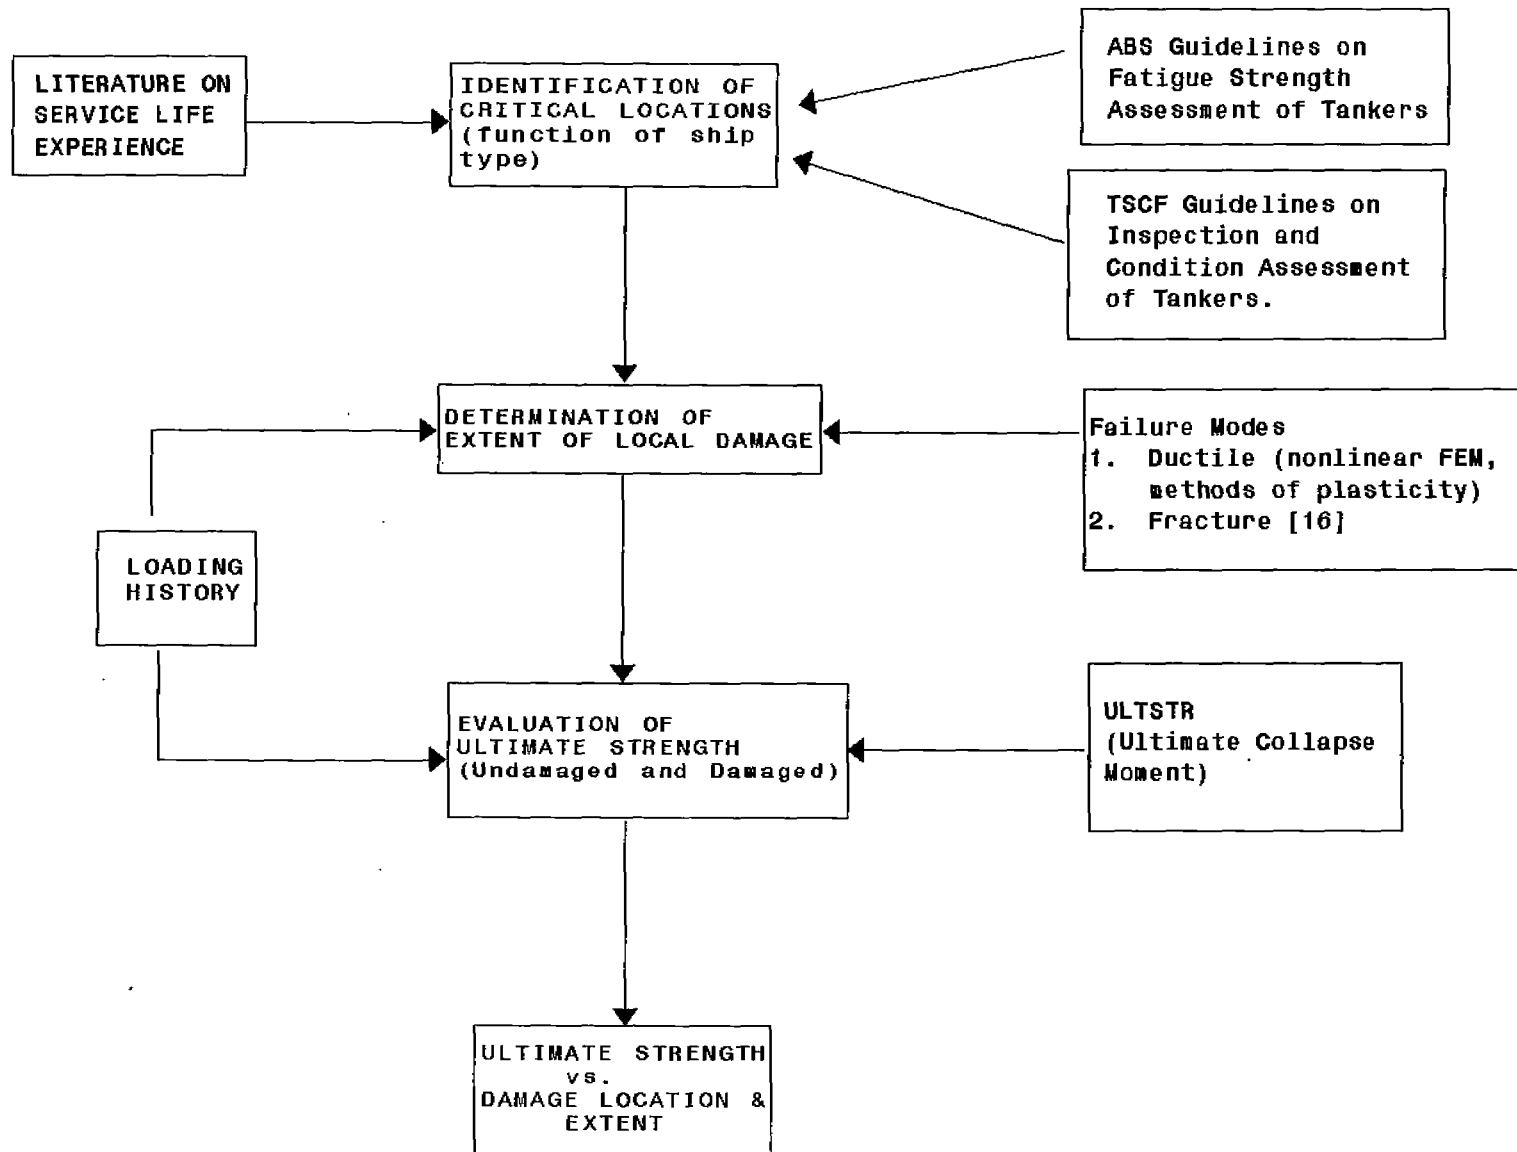 LITERATURE ON
SERVICE LIFE
EXPERIENCE
IDENTIFICATION OF
CRITICAL LOCATIONS
(function of ship
type)
ABS Guidelines on
Fatigue Strength
Assessment of Tankers
TSCF Guidelines on
Inspection and
Condition Assessment
of Tankers.
DETERMINATION OF
EXTENT OF LOCAL DAMAGE
Failure Modes
1. Ductile (nonlinear FEM,
methods of plasticity)
2. Fracture [16]
LOADING
HISTORY
EVALUATION OF
ULTIMATE STRENGTH
(Undamaged and Damaged)
ULTSTR
(Ultimate Collapse
Moment)
ULTIMATE STRENGTH
vs.
DAMAGE LOCATION &
EXTENT